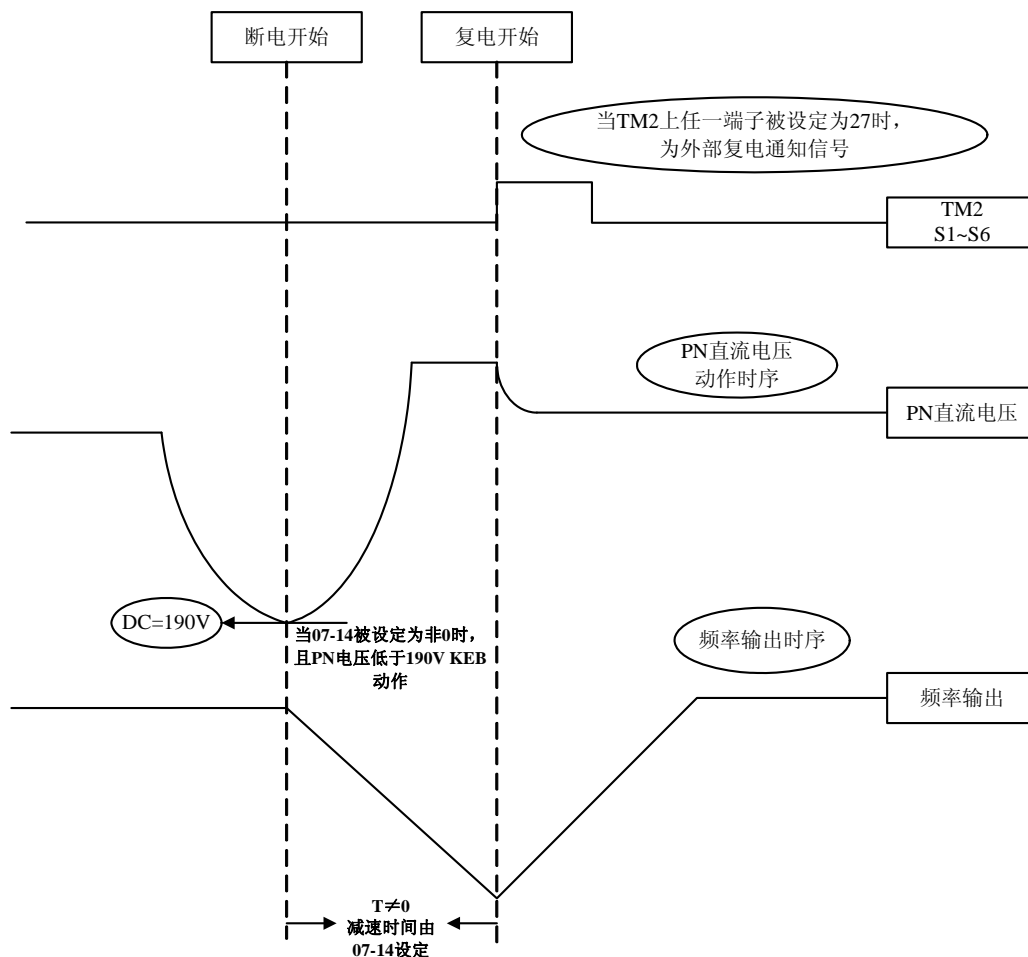 断电开始
复电开始
当TM2上任一端子被设定为27时，
为外部复电通知信号
TM2
S1~S6
PN直流电压
动作时序
PN直流电压
DC=190V
当07-14被设定为非0时，
且PN电压低于190V KEB
动作
频率输出时序
频率输出
T≠0
减速时间由
07-14设定